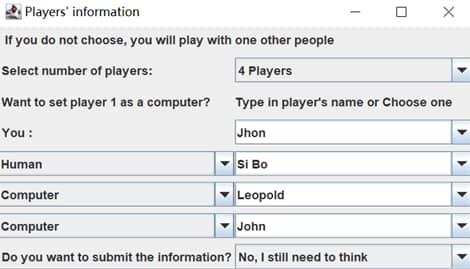 Players' information
If you do not choose, you will play with one other people
Select number of players: 4 Players
Want to set player 1 as a computer? Type in player's name or Choose one
You : Jhon
Human Si Bo
Computer Leopold
Computer John
Do you want to submit the information? No, I still need to think